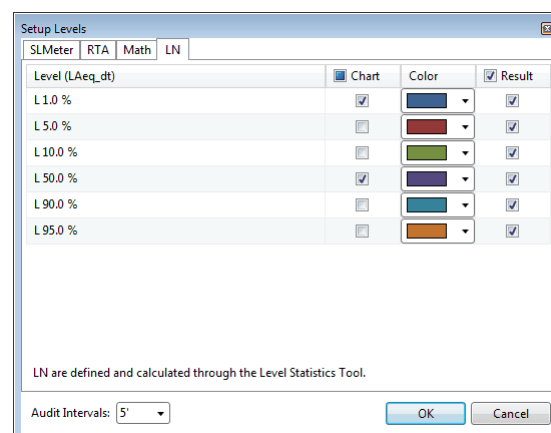 Setup Levels
SLMeter RTA Math LN
Level (LAeq_dt) Chart Color Result
L 1.0 %
L 5.0 %
L 10.0 %
L 50.0 %
L 90.0 %
L 95.0 %
LN are defined and calculated through the Level Statistics Tool.
Audit Intervals: 5' OK Cancel